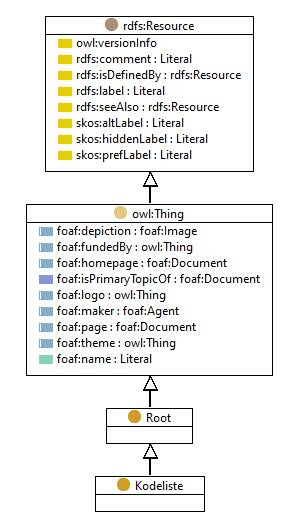 rdfs:Resource
owl:versionInfo
rdfs:comment : Literal
rdfs:isDefinedBy : rdfs:Resource
rdfs:label : Literal
rdfs:seeAlso : rdfs:Resource
skos:altLabel : Literal
skos:hiddenLabel : Literal
skos:prefLabel : Literal
owl:Thing
foaf:depiction : foaf:Image
foaf:fundedBy : owl:Thing
foaf:homepage : foaf:Document
foaf:isPrimaryTopicOf : foaf:Document
foaf:logo : owl:Thing
foaf:maker : foaf:Agent
foaf:page : foaf:Document
foaf:theme : owl:Thing
foaf:name : Literal
Root
Kodeliste